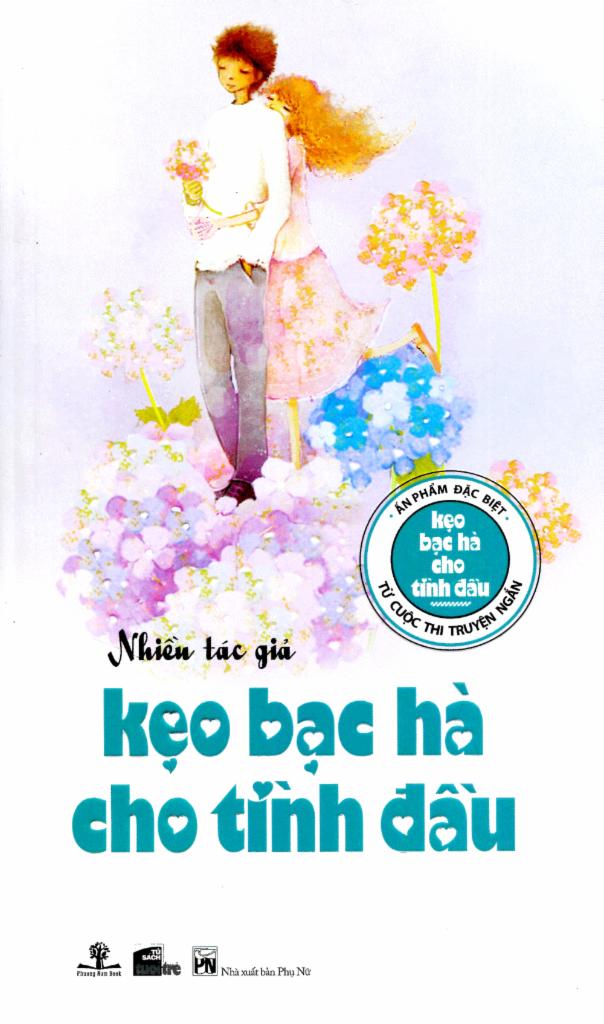 ẤN PHẨM ĐẶC BIỆT
kẹo
bạc hà
cho
tình đầu
TỪ CUỘC THI TRUYỆN NGẮN
Nhiều tác giả
kẹo bạc hà
cho tình đầu
Phuong Nam Book
TỦ
SÁCH
tuổi trẻ
PN
Nhà xuất bản Phụ Nữ